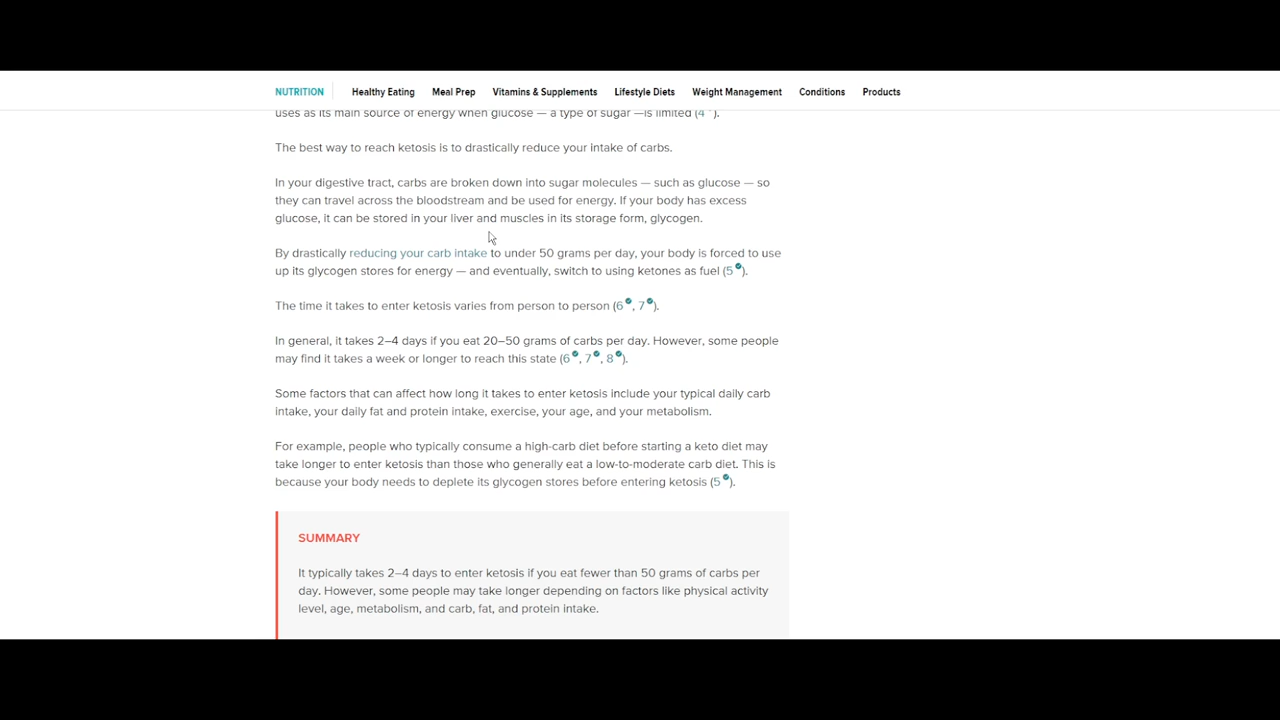 NUTRITION Healthy Eating Meal Prep Vitamins & Supplements Lifestyle Diets Weight Management Conditions Products
uses as its main source of energy when glucose — a type of sugar —is limited (4).
The best way to reach ketosis is to drastically reduce your intake of carbs.
In your digestive tract, carbs are broken down into sugar molecules — such as glucose — so
they can travel across the bloodstream and be used for energy. If your body has excess
glucose, it can be stored in your liver and muscles in its storage form, glycogen.
By drastically reducing your carb intake to under 50 grams per day, your body is forced to use
up its glycogen stores for energy — and eventually, switch to using ketones as fuel (5).
The time it takes to enter ketosis varies from person to person (6, 7).
In general, it takes 2–4 days if you eat 20–50 grams of carbs per day. However, some people
may find it takes a week or longer to reach this state (6, 7, 8).
Some factors that can affect how long it takes to enter ketosis include your typical daily carb
intake, your daily fat and protein intake, exercise, your age, and your metabolism.
For example, people who typically consume a high-carb diet before starting a keto diet may
take longer to enter ketosis than those who generally eat a low-to-moderate carb diet. This is
because your body needs to deplete its glycogen stores before entering ketosis (5).
SUMMARY
It typically takes 2–4 days to enter ketosis if you eat fewer than 50 grams of carbs per
day. However, some people may take longer depending on factors like physical activity
level, age, metabolism, and carb, fat, and protein intake.